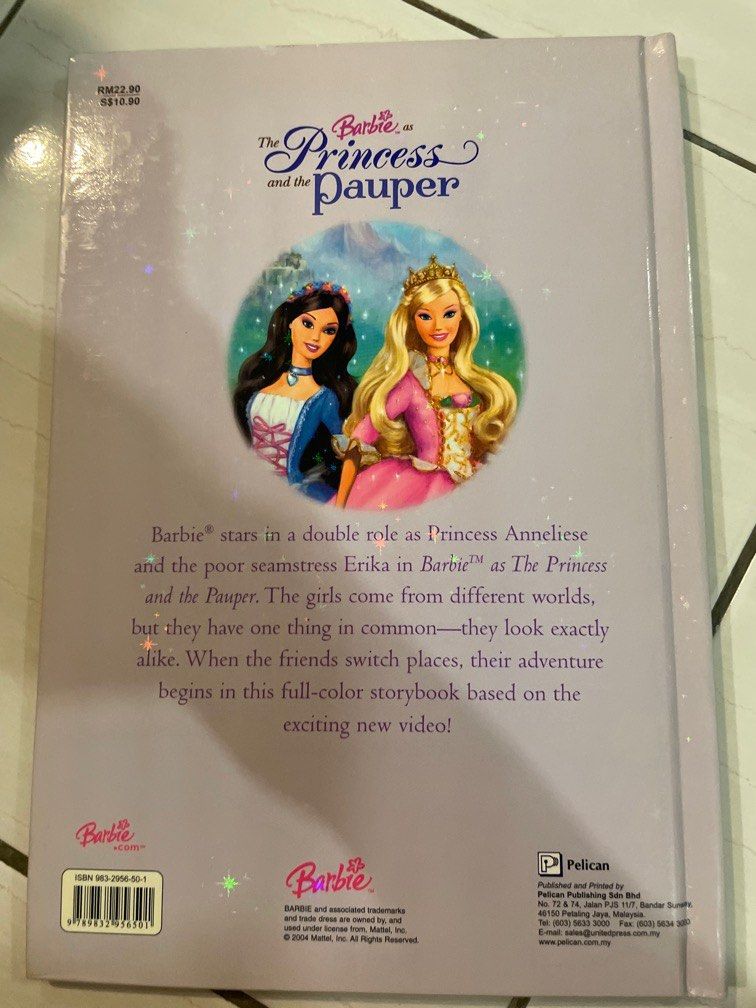 RM22.90
S$10.90
Barbie™ as
The Princess
and the Pauper
Barbie® stars in a double role as Princess Anneliese
and the poor seamstress Erika in Barbie™ as The Princess
and the Pauper. The girls come from different worlds,
but they have one thing in common—they look exactly
alike. When the friends switch places, their adventure
begins in this full-color storybook based on the
exciting new video!
Barbie
.com™
ISBN 983-2956-50-1
9 789832 956501
Barbie™
BARBIE and associated trademarks
and trade dress are owned by, and
used under license from, Mattel, Inc.
© 2004 Mattel, Inc. All Rights Reserved.
Pelican
Published and Printed by
Pelican Publishing Sdn Bhd
No. 72 & 74, Jalan PJS 11/7, Bandar Sunway,
46150 Petaling Jaya, Malaysia.
Tel: (603) 5633 3000 Fax: (603) 5634 3003
E-mail: sales@unitedpress.com.my
www.pelican.com.my